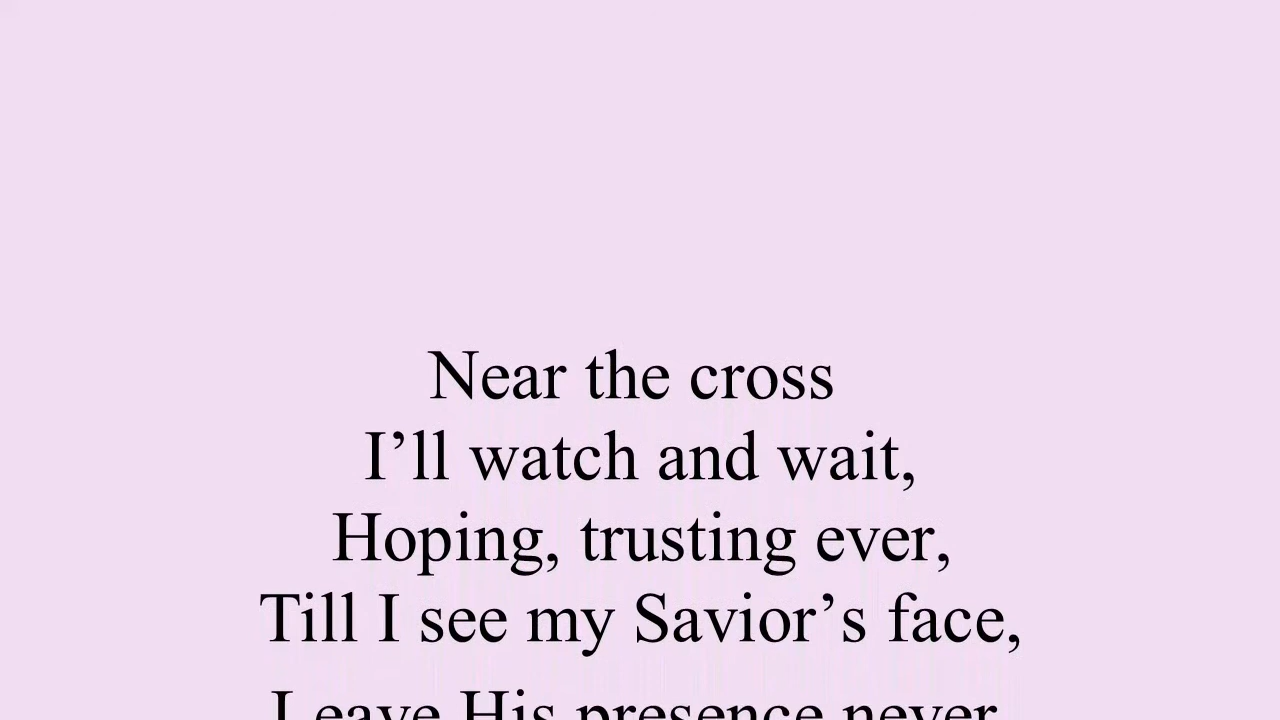 Near the cross
I’ll watch and wait,
Hoping, trusting ever,
Till I see my Savior’s face,
Leave His presence never